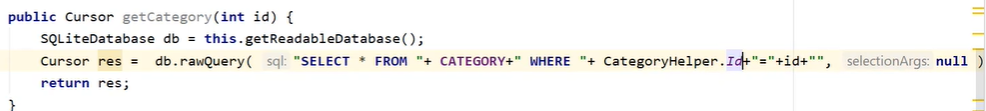 public Cursor getCategory(int id) {
SQLiteDatabase db = this.getReadableDatabase();
Cursor res = db.rawQuery( sql: "SELECT * FROM "+ CATEGORY+" WHERE "+ CategoryHelper.Id+"="+id+"", selectionArgs: null )
return res;
}